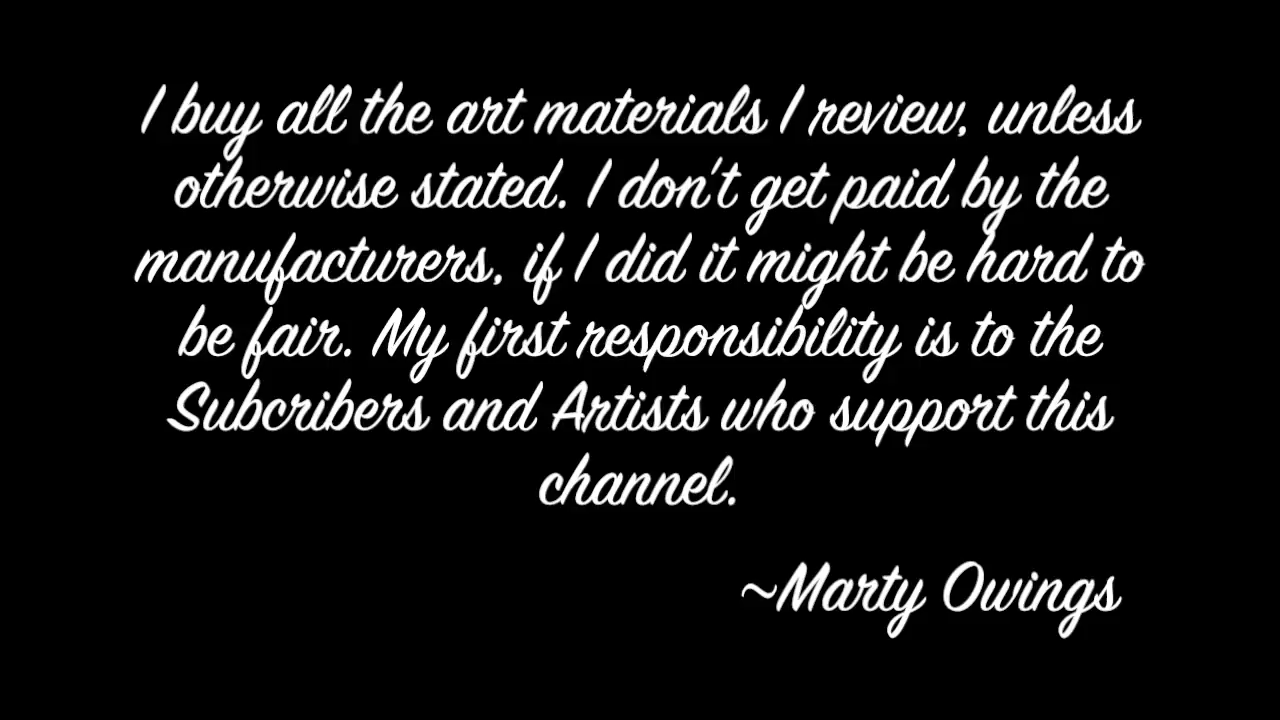 I buy all the art materials I review, unless
otherwise stated. I don't get paid by the
manufacturers, if I did it might be hard to
be fair. My first responsibility is to the
Subcribers and Artists who support this
channel.
~Marty Owings